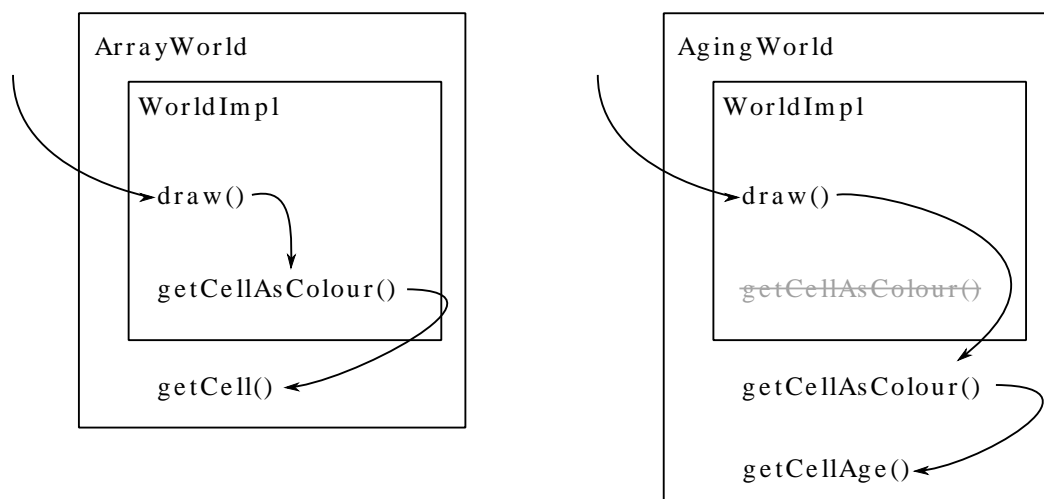 ArrayWorld
WorldImpl
draw()
getCellAsColour()
getCell()
AgingWorld
WorldImpl
draw()
getCellAsColour()
getCellAsColour()
getCellAge()